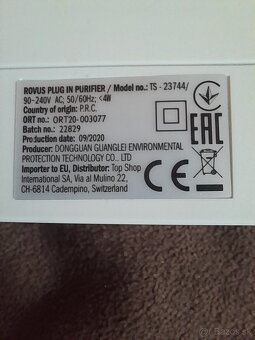 ROVUS PLUG IN PURIFIER / Model no.: TS - 23744/
90-240V AC; 50/60Hz; <4W
Country of origin: P.R.C.
ORT no.: ORT20-003077
Batch no.: 22829
Production date: 09/2020
Producer: DONGGUAN GUANGLEI ENVIRONMENTAL
PROTECTION TECHNOLOGY CO... LTD
Importer to EU, Distributor: Top Shop
International SA, Via al Mulino 22,
CH-6814 Cadempino, Switzerland
EAC
CE
Bazos.sk